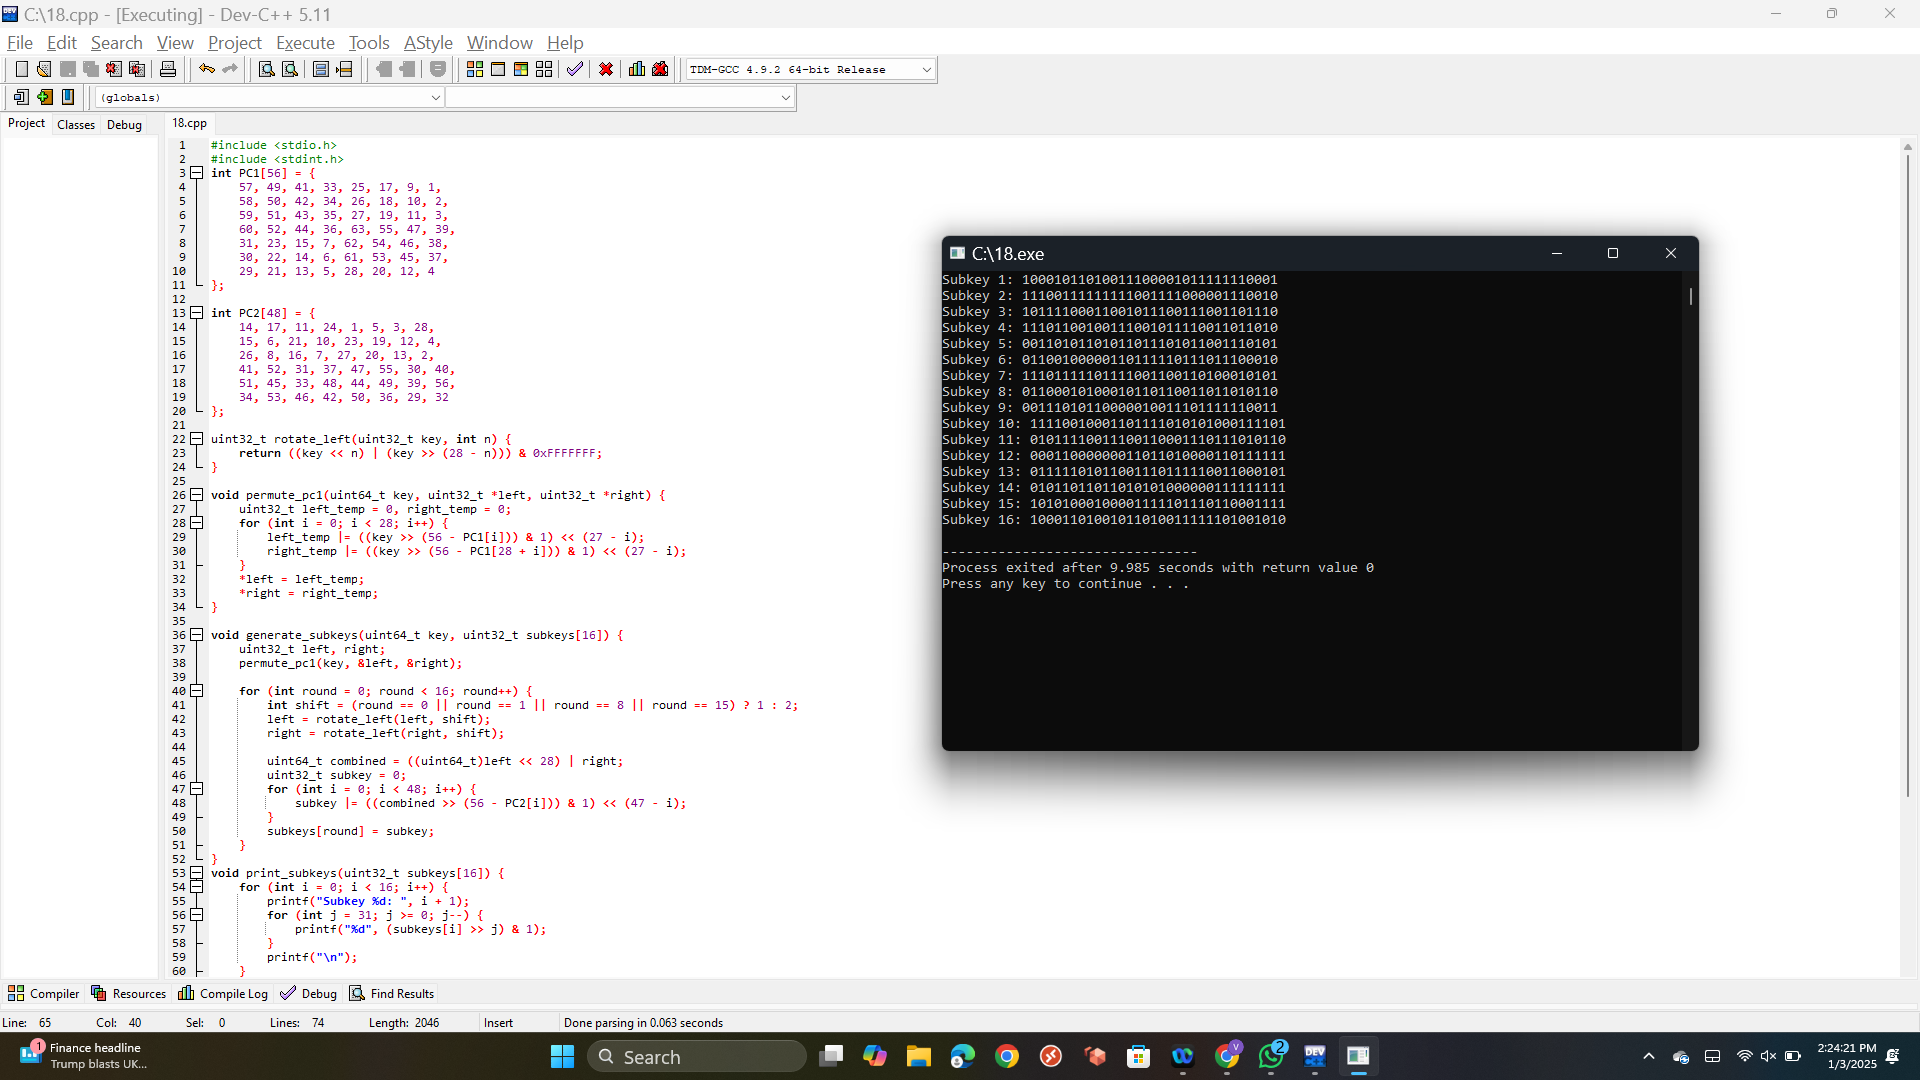 C:\18.cpp - [Executing] - Dev-C++ 5.11
File Edit Search View Project Execute Tools AStyle Window Help
TDM-GCC 4.9.2 64-bit Release
(globals)
Project Classes Debug 18.cpp
1 #include <stdio.h>
2 #include <stdint.h>
3 int PC1[56] = {
4 57, 49, 41, 33, 25, 17, 9, 1,
5 58, 50, 42, 34, 26, 18, 10, 2,
6 59, 51, 43, 35, 27, 19, 11, 3,
7 60, 52, 44, 36, 63, 55, 47, 39,
8 31, 23, 15, 7, 62, 54, 46, 38,
9 30, 22, 14, 6, 61, 53, 45, 37,
10 29, 21, 13, 5, 28, 20, 12, 4
11 };
12
13 int PC2[48] = {
14 14, 17, 11, 24, 1, 5, 3, 28,
15 15, 6, 21, 10, 23, 19, 12, 4,
16 26, 8, 16, 7, 27, 20, 13, 2,
17 41, 52, 31, 37, 47, 55, 30, 40,
18 51, 45, 33, 48, 44, 49, 39, 56,
19 34, 53, 46, 42, 50, 36, 29, 32
20 };
21
22 uint32_t rotate_left(uint32_t key, int n) {
23 return ((key << n) | (key >> (28 - n))) & 0xFFFFFFF;
24 }
25
26 void permute_pc1(uint64_t key, uint32_t *left, uint32_t *right) {
27 uint32_t left_temp = 0, right_temp = 0;
28 for (int i = 0; i < 28; i++) {
29 left_temp |= ((key >> (56 - PC1[i])) & 1) << (27 - i);
30 right_temp |= ((key >> (56 - PC1[28 + i])) & 1) << (27 - i);
31 }
32 *left = left_temp;
33 *right = right_temp;
34 }
35
36 void generate_subkeys(uint64_t key, uint32_t subkeys[16]) {
37 uint32_t left, right;
38 permute_pc1(key, &left, &right);
39
40 for (int round = 0; round < 16; round++) {
41 int shift = (round == 0 || round == 1 || round == 8 || round == 15) ? 1 : 2;
42 left = rotate_left(left, shift);
43 right = rotate_left(right, shift);
44
45 uint64_t combined = ((uint64_t)left << 28) | right;
46 uint32_t subkey = 0;
47 for (int i = 0; i < 48; i++) {
48 subkey |= ((combined >> (56 - PC2[i])) & 1) << (47 - i);
49 }
50 subkeys[round] = subkey;
51 }
52 }
53 void print_subkeys(uint32_t subkeys[16]) {
54 for (int i = 0; i < 16; i++) {
55 printf("Subkey %d: ", i + 1);
56 for (int j = 31; j >= 0; j--) {
57 printf("%d", (subkeys[i] >> j) & 1);
58 }
59 printf("\n");
60 }
C:\18.exe
Subkey 1: 10001011010011100001011111110001
Subkey 2: 11100111111111001111000001110010
Subkey 3: 10111100011001011100111001101110
Subkey 4: 11101100100111001011110011011010
Subkey 5: 00110101101011011101011001110101
Subkey 6: 01100100000110111110111011100010
Subkey 7: 11101111101111001100110100010101
Subkey 8: 01100010100010110110011011010110
Subkey 9: 00111010110000010011101111110011
Subkey 10: 11110010001101111010101000111101
Subkey 11: 01011110011100110001110111010110
Subkey 12: 00011000000011011010000110111111
Subkey 13: 01111101011001110111110011000101
Subkey 14: 01011011011010101000000111111111
Subkey 15: 10101000100001111101110110001111
Subkey 16: 10001101001011010011111101001010
--------------------------------
Process exited after 9.985 seconds with return value 0
Press any key to continue . . .
Compiler Resources Compile Log Debug Find Results
Line: 65 Col: 40 Sel: 0 Lines: 74 Length: 2046 Insert Done parsing in 0.063 seconds
1 Finance headline
Trump blasts UK...
Search
DEV
V
2
DEV
2:24:21 PM
1/3/2025